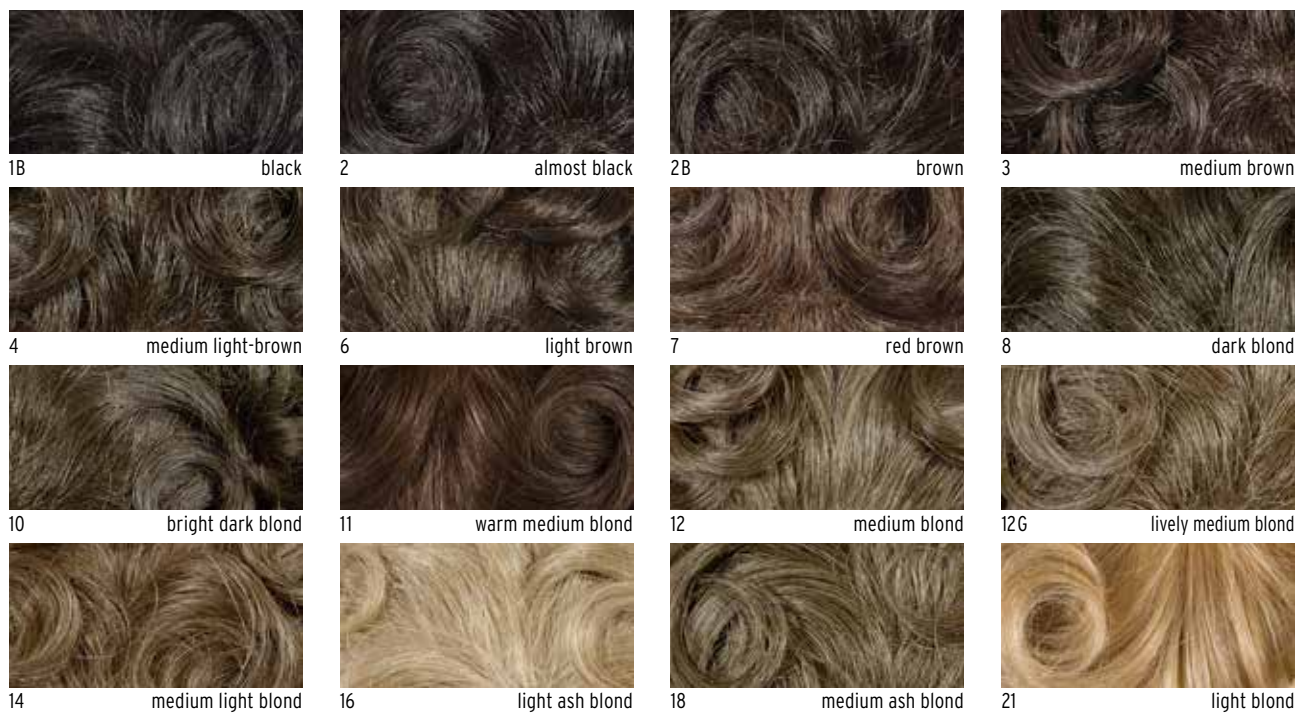 1B black
2 almost black
2B brown
3 medium brown
4 medium light-brown
6 light brown
7 red brown
8 dark blond
10 bright dark blond
11 warm medium blond
12 medium blond
12G lively medium blond
14 medium light blond
16 light ash blond
18 medium ash blond
21 light blond